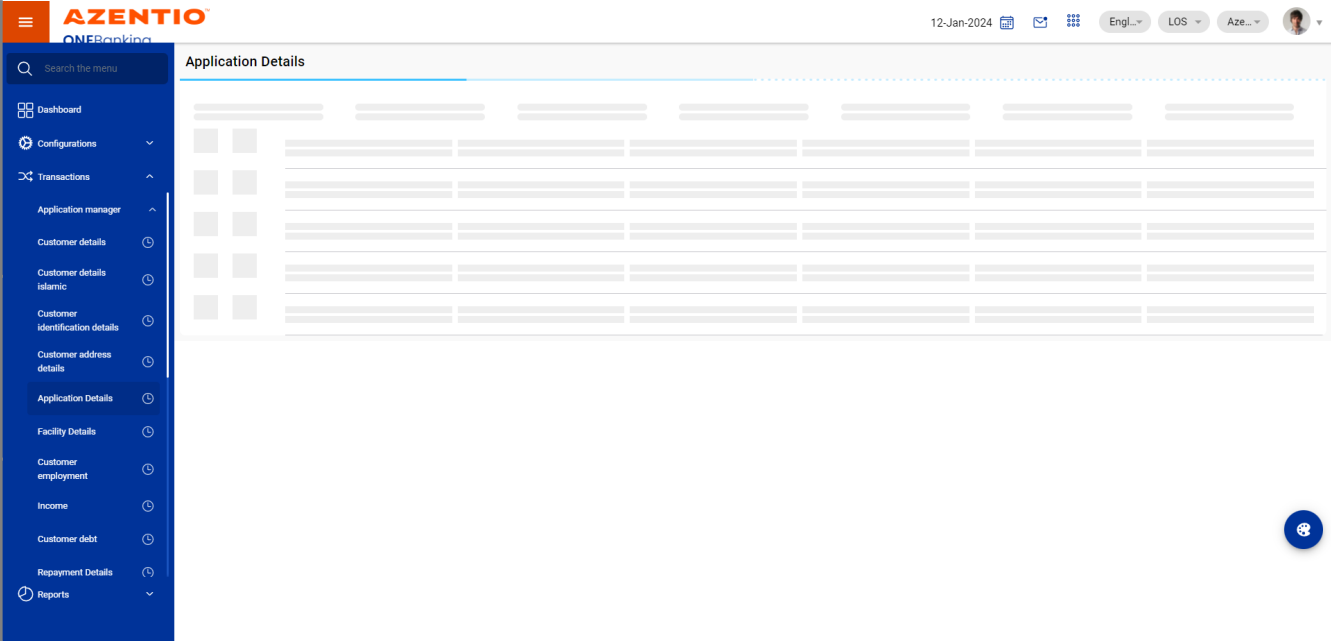 AZENTIO™
ONEBanking
12-Jan-2024
Engl...
LOS
Aze...
Search the menu
Application Details
Dashboard
Configurations
Transactions
Application manager
Customer details
Customer details
islamic
Customer
identification details
Customer address
details
Application Details
Facility Details
Customer
employment
Income
Customer debt
Repayment Details
Reports